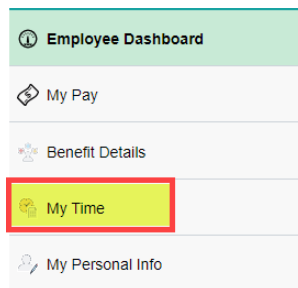 Employee Dashboard
My Pay
Benefit Details
My Time
My Personal Info